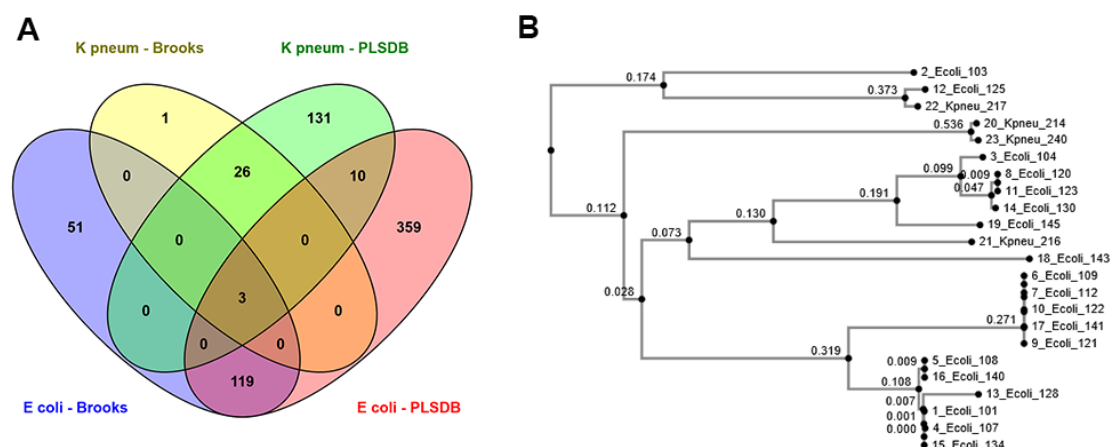 A
K pneum - Brooks
K pneum - PLSDB
1
131
0
26
10
51
0
0
359
0
3
0
0
0
119
E coli - Brooks
E coli - PLSDB
B
0.174
2_Ecoli_103
0.373
12_Ecoli_125
22_Kpneu_217
0.536
20_Kpneu_214
23_Kpneu_240
0.112
0.099
3_Ecoli_104
0.009
8_Ecoli_120
0.047
11_Ecoli_123
14_Ecoli_130
0.191
19_Ecoli_145
0.130
21_Kpneu_216
0.073
18_Ecoli_143
0.028
6_Ecoli_109
7_Ecoli_112
10_Ecoli_122
0.271
17_Ecoli_141
9_Ecoli_121
0.319
0.009
5_Ecoli_108
16_Ecoli_140
0.108
13_Ecoli_128
0.007
1_Ecoli_101
0.001
0.000
4_Ecoli_107
15_Ecoli_134